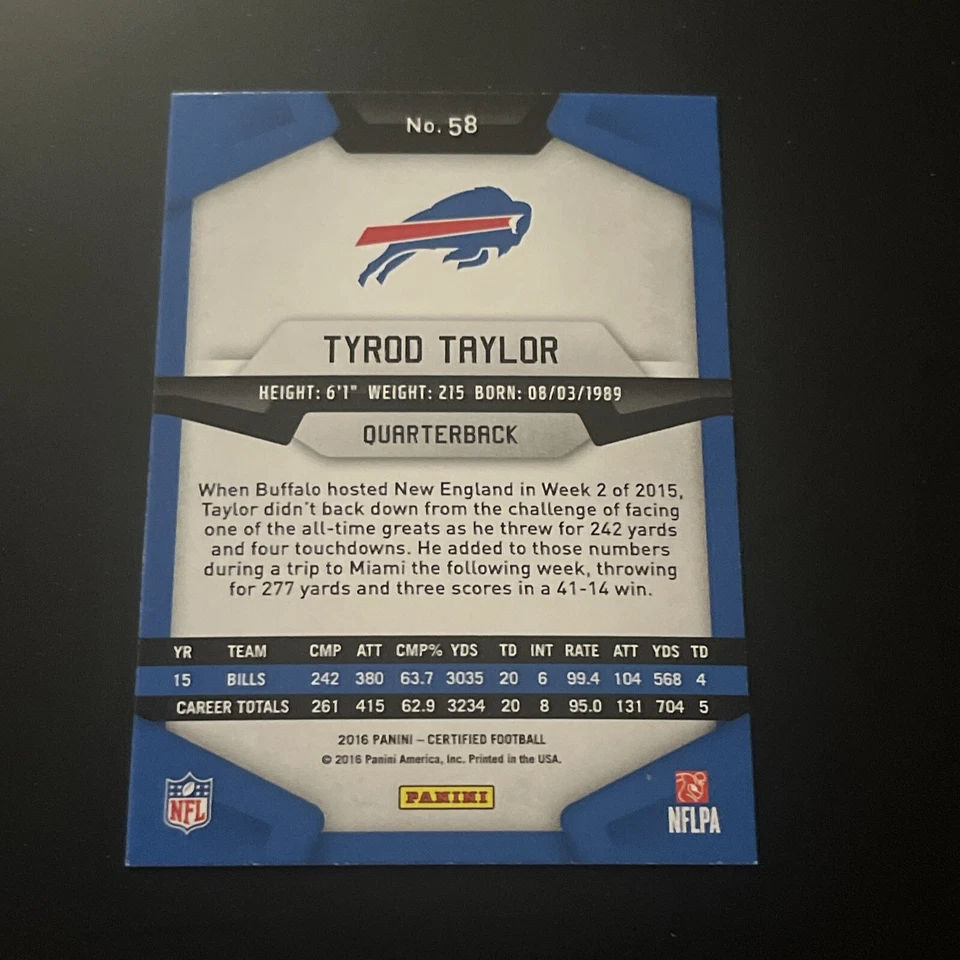 No. 58
TYROD TAYLOR
HEIGHT: 6'1" WEIGHT: 215 BORN: 08/03/1989
QUARTERBACK
When Buffalo hosted New England in Week 2 of 2015,
Taylor didn't back down from the challenge of facing
one of the all-time greats as he threw for 242 yards
and four touchdowns. He added to those numbers
during a trip to Miami the following week, throwing
for 277 yards and three scores in a 41-14 win.
YR TEAM CMP ATT CMP% YDS TD INT RATE ATT YDS TD
15 BILLS 242 380 63.7 3035 20 6 99.4 104 568 4
CAREER TOTALS 261 415 62.9 3234 20 8 95.0 131 704 5
2016 PANINI – CERTIFIED FOOTBALL
© 2016 Panini America, Inc. Printed in the USA.
NFL
PANINI
NFLPA